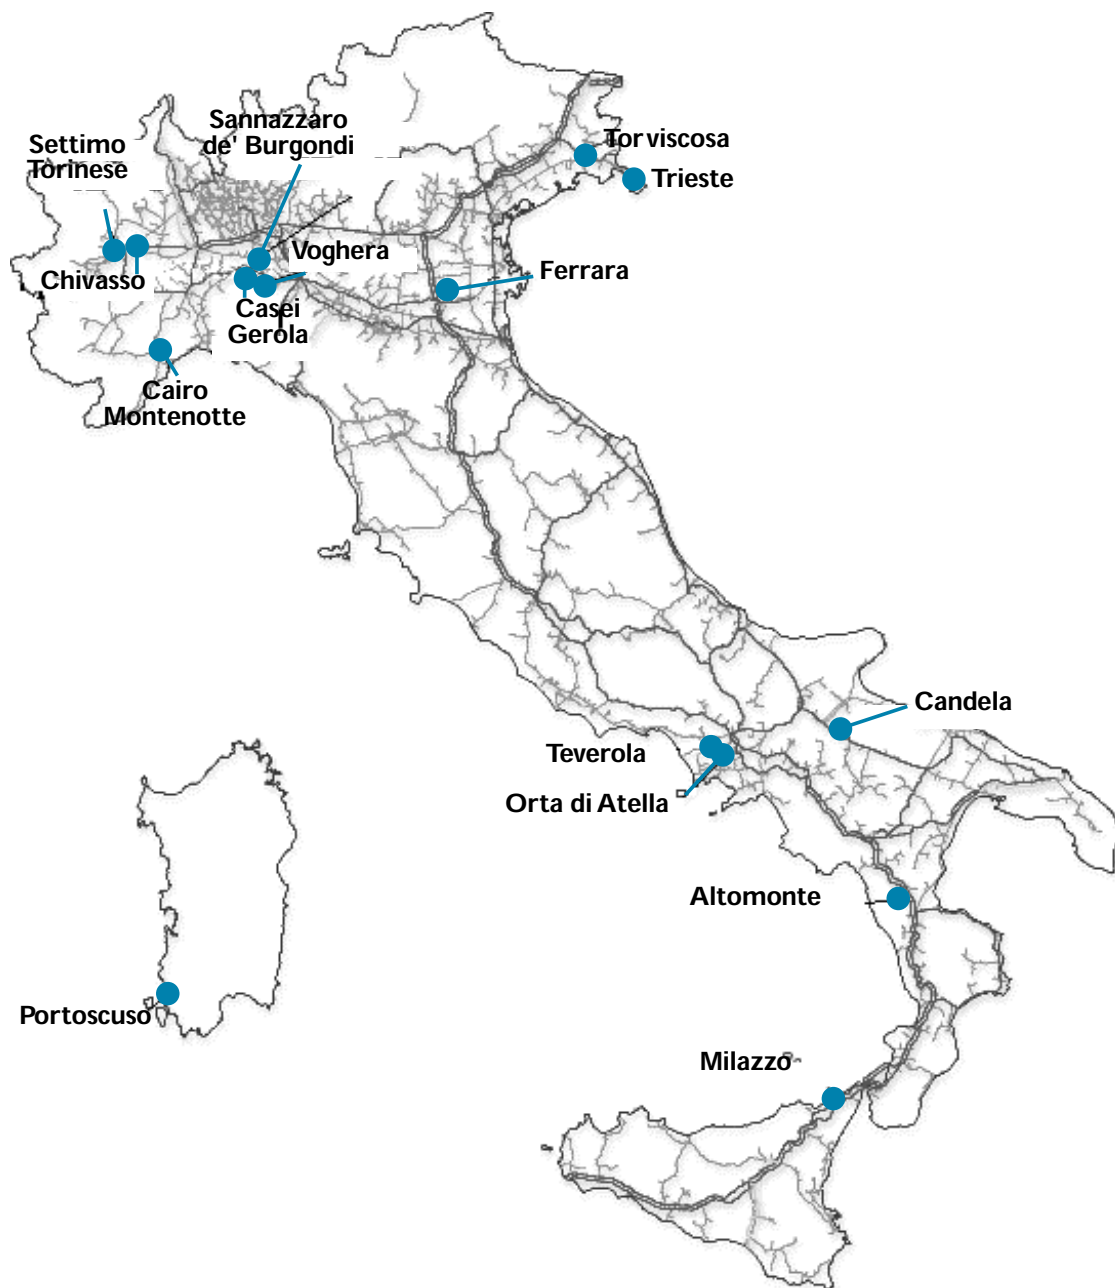 Sannazzaro
de' Burgondi
Settimo
Torinese
Torviscosa
Trieste
Voghera
Chivasso
Ferrara
Casei
Gerola
Cairo
Montenotte
Candela
Teverola
Orta di Atella
Altomonte
Portoscuso
Milazzo